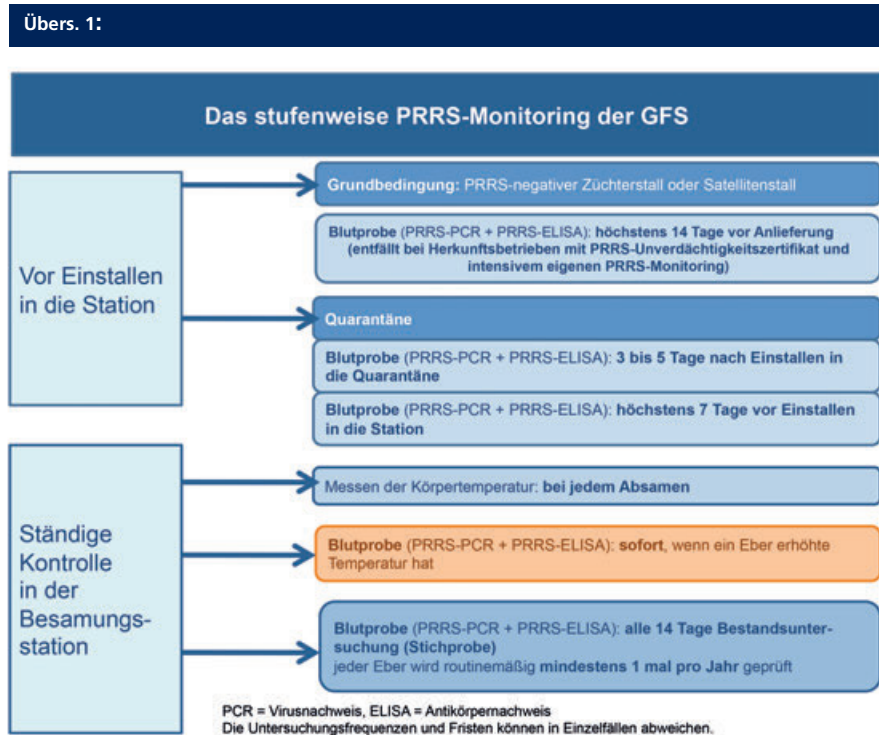 Übers. 1:
Das stufenweise PRRS-Monitoring der GFS
Vor Einstallen
in die Station
Grundbedingung: PRRS-negativer Züchterstall oder Satellitenstall
Blutprobe (PRRS-PCR + PRRS-ELISA): höchstens 14 Tage vor Anlieferung
(entfällt bei Herkunftsbetrieben mit PRRS-Unverdächtigkeitszertifikat und
intensivem eigenen PRRS-Monitoring)
Quarantäne
Blutprobe (PRRS-PCR + PRRS-ELISA): 3 bis 5 Tage nach Einstallen in
die Quarantäne
Blutprobe (PRRS-PCR + PRRS-ELISA): höchstens 7 Tage vor Einstallen
in die Station
Ständige
Kontrolle
in der
Besamungs-
station
Messen der Körpertemperatur: bei jedem Absamen
Blutprobe (PRRS-PCR + PRRS-ELISA): sofort, wenn ein Eber erhöhte
Temperatur hat
Blutprobe (PRRS-PCR + PRRS-ELISA): alle 14 Tage Bestandsunter-
suchung (Stichprobe)
jeder Eber wird routinemäßig mindestens 1 mal pro Jahr geprüft
PCR = Virusnachweis, ELISA = Antikörpernachweis
Die Untersuchungsfrequenzen und Fristen können in Einzelfällen abweichen.